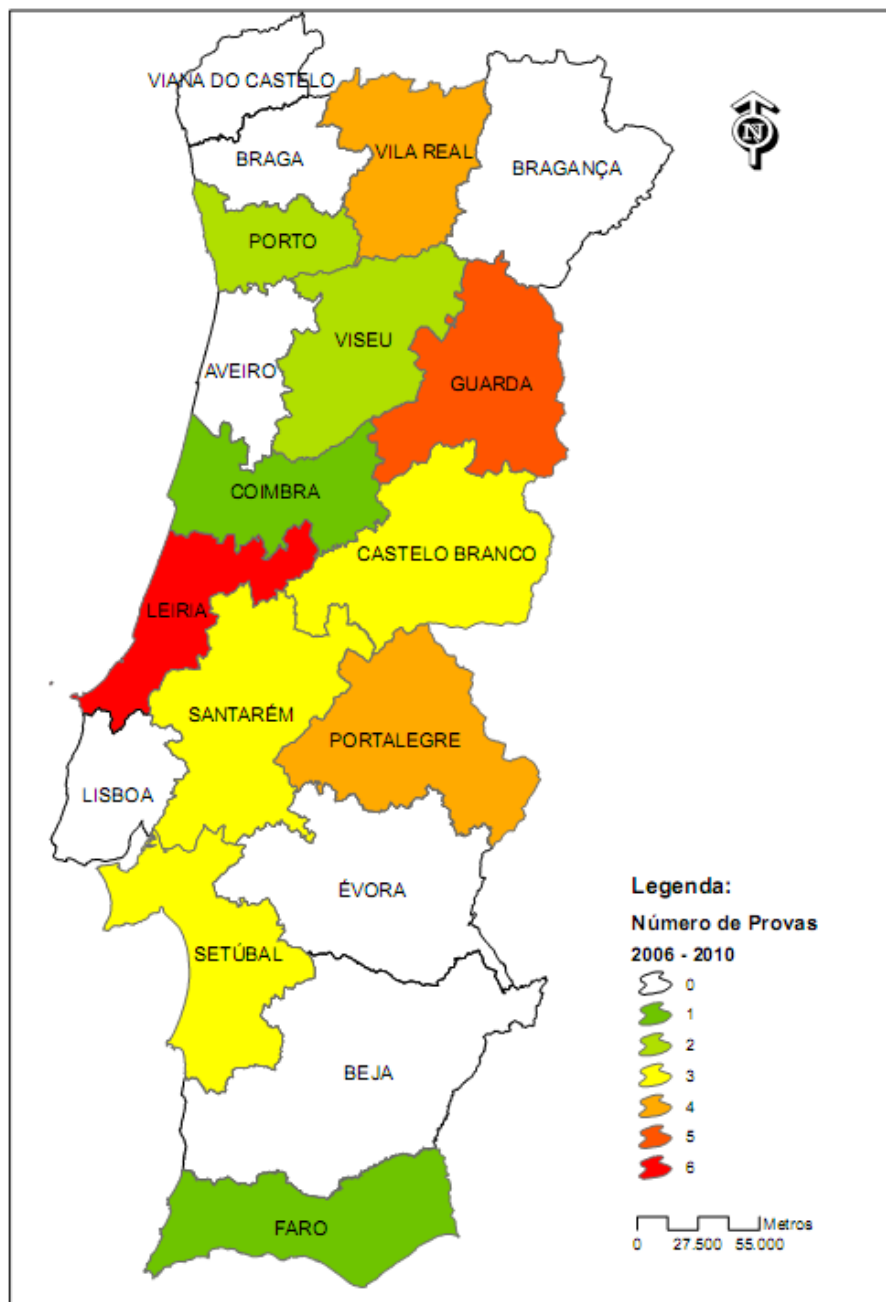 VIANA DO CASTELO
BRAGA
VILA REAL
BRAGANÇA
N
PORTO
VISEU
AVEIRO
GUARDA
COIMBRA
CASTELO BRANCO
LEIRIA
SANTARÉM
PORTALEGRE
LISBOA
ÉVORA
SETÚBAL
BEJA
FARO
Legenda:
Número de Provas
2006 - 2010
0
1
2
3
4
5
6
Metros
0 27.500 55.000